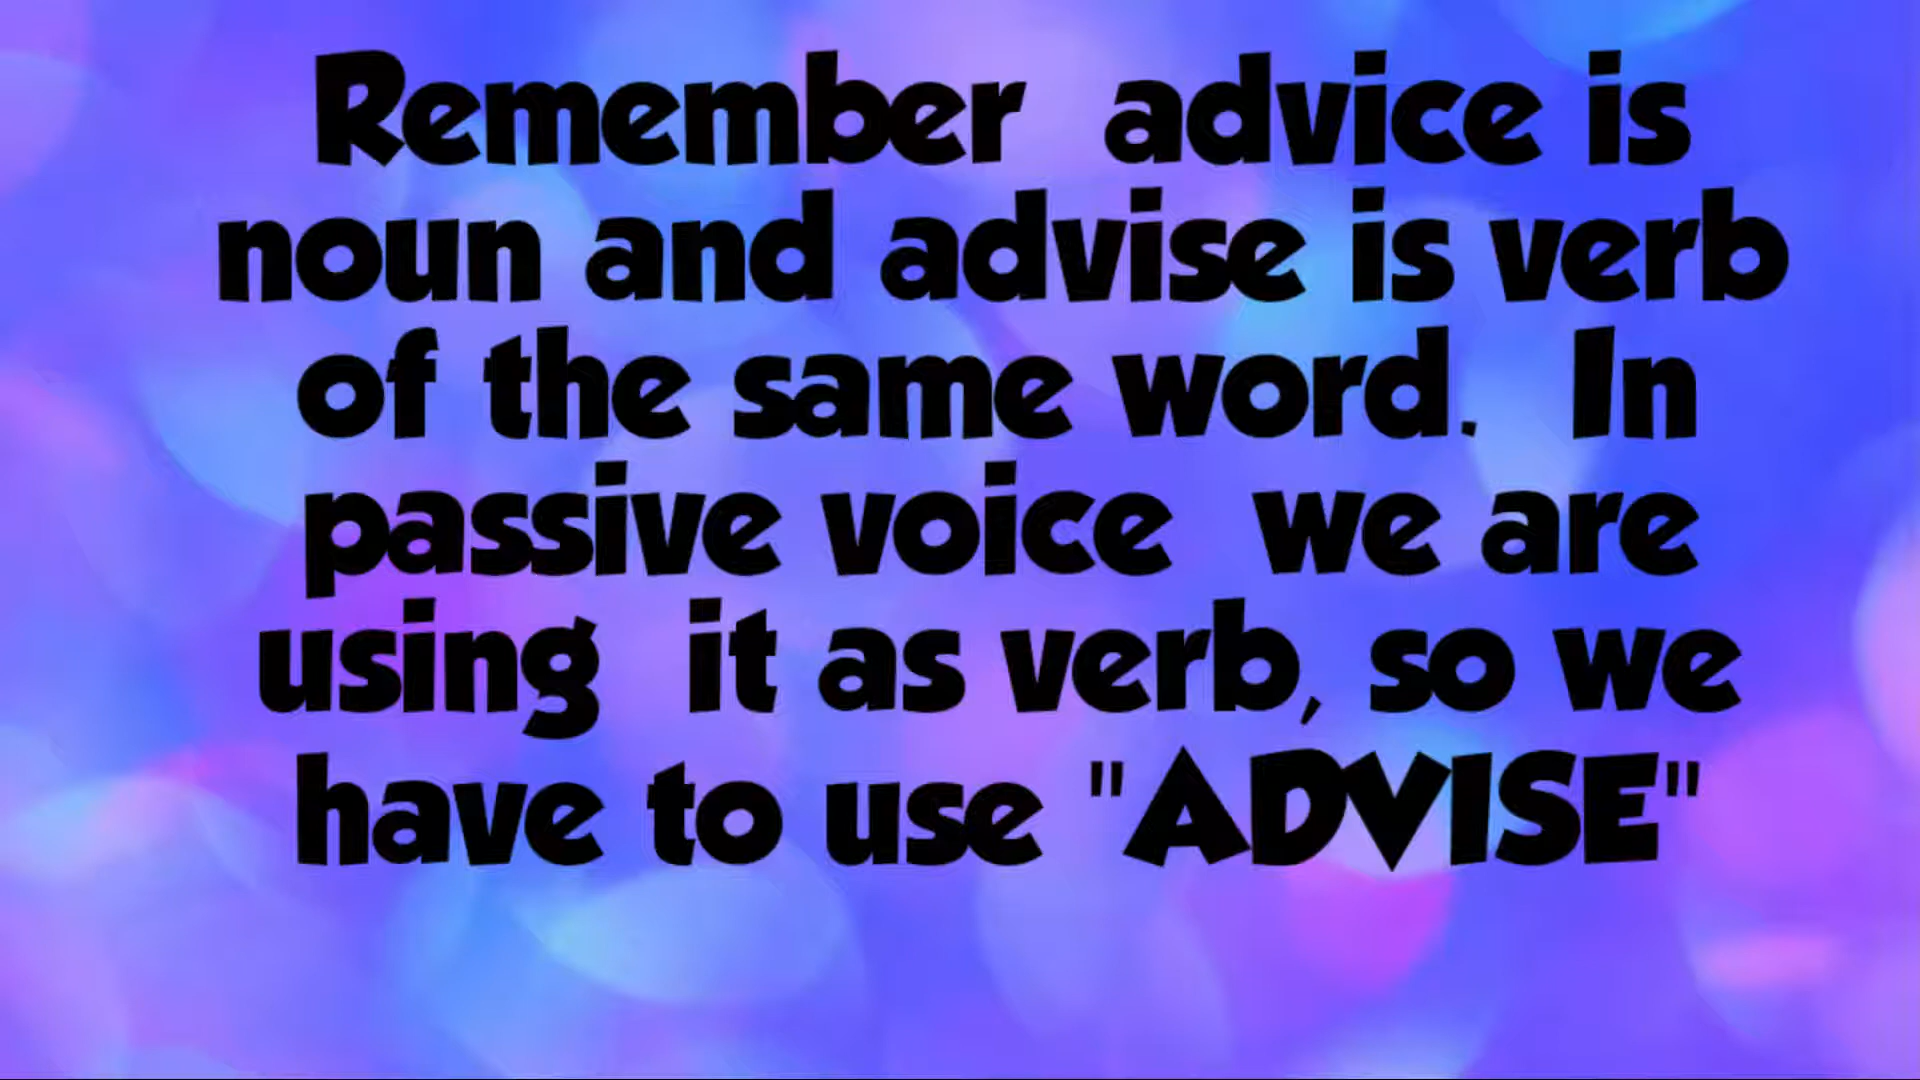 Remember  advice is
noun and advise is verb
of the same word.  In
passive voice  we are
using  it as verb, so we
have to use "ADVISE"